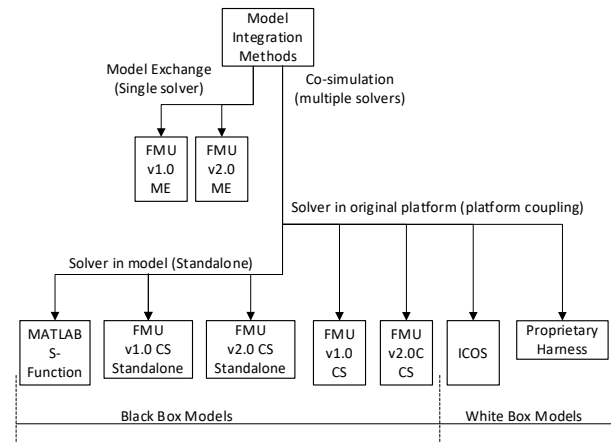 Model
Integration
Methods
Model Exchange
(Single solver)
Co-simulation
(multiple solvers)
FMU
v1.0
ME
FMU
v2.0
ME
Solver in original platform (platform coupling)
Solver in model (Standalone)
MATLAB
S-
Function
FMU
v1.0 CS
Standalone
FMU
v2.0 CS
Standalone
FMU
v1.0
CS
FMU
v2.0C
CS
ICOS
Proprietary
Harness
Black Box Models
White Box Models